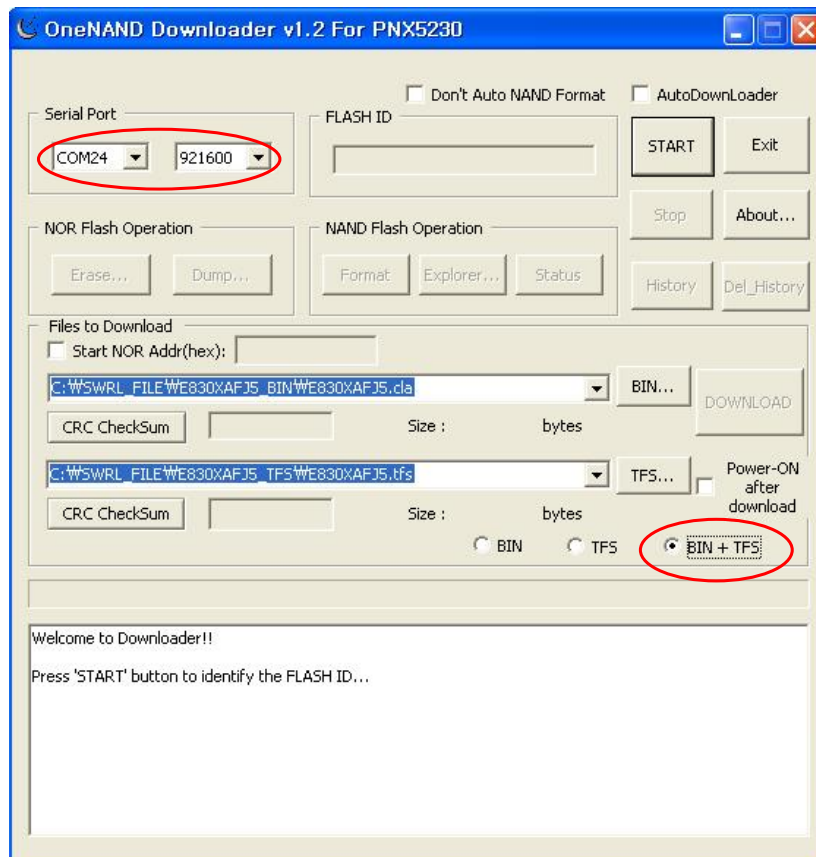 OneNAND Downloader v1.2 For PNX5230
Don't Auto NAND Format
AutoDownLoader
Serial Port
COM24
921600
FLASH ID
START
Exit
NOR Flash Operation
Erase...
Dump...
NAND Flash Operation
Format
Explorer...
Status
Stop
About...
History
Del_History
Files to Download
Start NOR Addr(hex):
C:₩SWRL_FILE₩E830XAFJ5_BIN₩E830XAFJ5.cla
BIN...
DOWNLOAD
CRC CheckSum
Size :
bytes
C:₩SWRL_FILE₩E830XAFJ5_TFS₩E830XAFJ5.tfs
TFS...
Power-ON
after
download
CRC CheckSum
Size :
bytes
BIN
TFS
BIN + TFS
Welcome to Downloader!!
Press 'START' button to identify the FLASH ID...